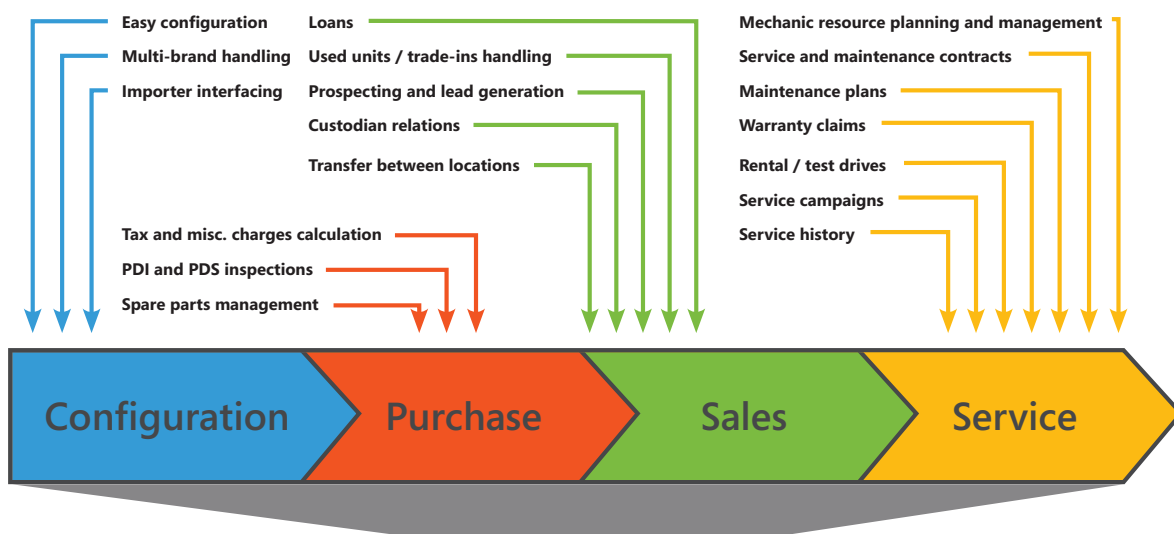 Easy configuration
Multi-brand handling
Importer interfacing
Loans
Used units / trade-ins handling
Prospecting and lead generation
Custodian relations
Transfer between locations
Tax and misc. charges calculation
PDI and PDS inspections
Spare parts management
Mechanic resource planning and management
Service and maintenance contracts
Maintenance plans
Warranty claims
Rental / test drives
Service campaigns
Service history
Configuration
Purchase
Sales
Service